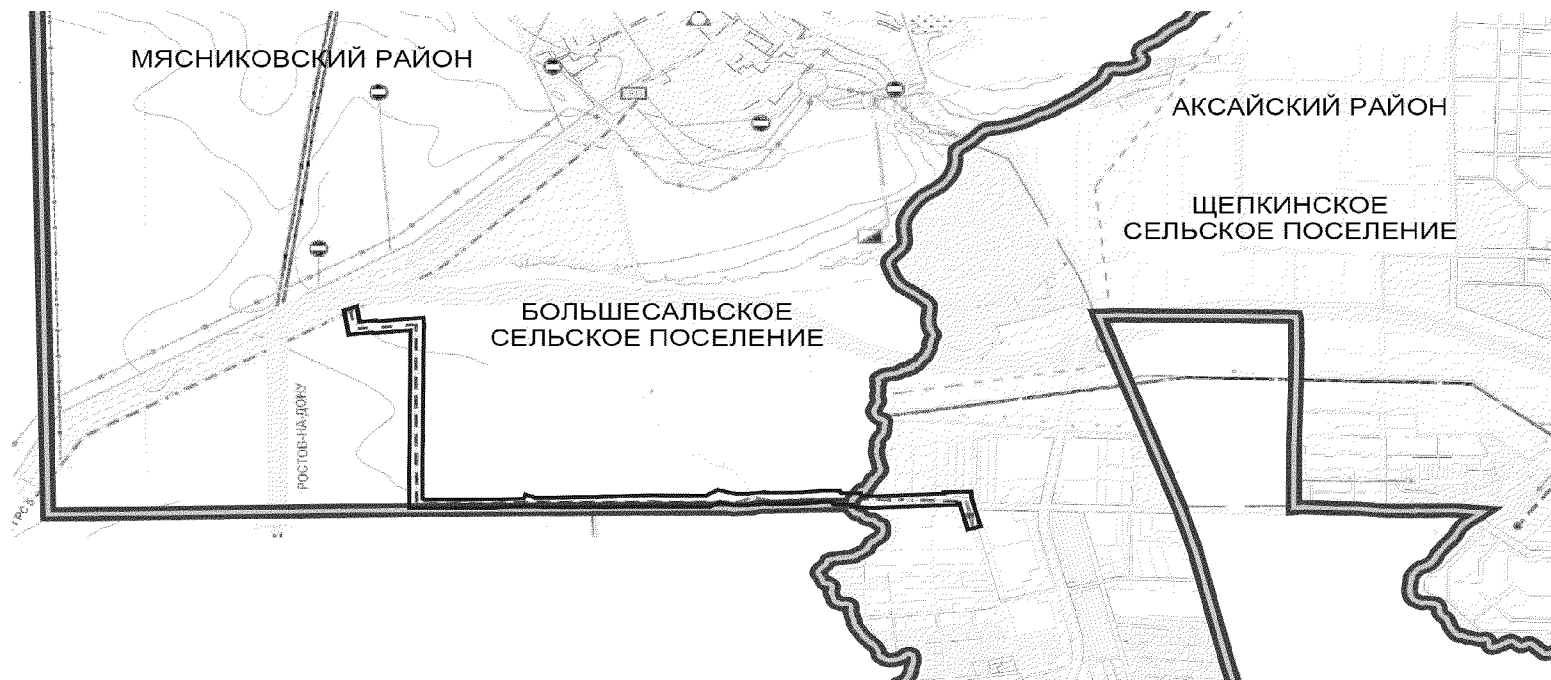 МЯСНИКОВСКИЙ РАЙОН
АКСАЙСКИЙ РАЙОН
ЩЕПКИНСКОЕ
СЕЛЬСКОЕ ПОСЕЛЕНИЕ
БОЛЬШЕСАЛЬСКОЕ
СЕЛЬСКОЕ ПОСЕЛЕНИЕ
РОСТОВ-НА-ДОНУ